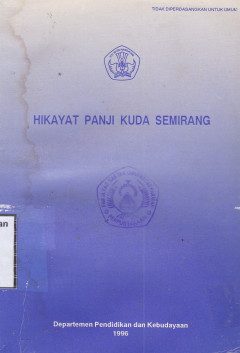 TIDAK DIPERDAGANGKAN UNTUK UMUM
HIKAYAT PANJI KUDA SEMIRANG
Departemen Pendidikan dan Kebudayaan
1996